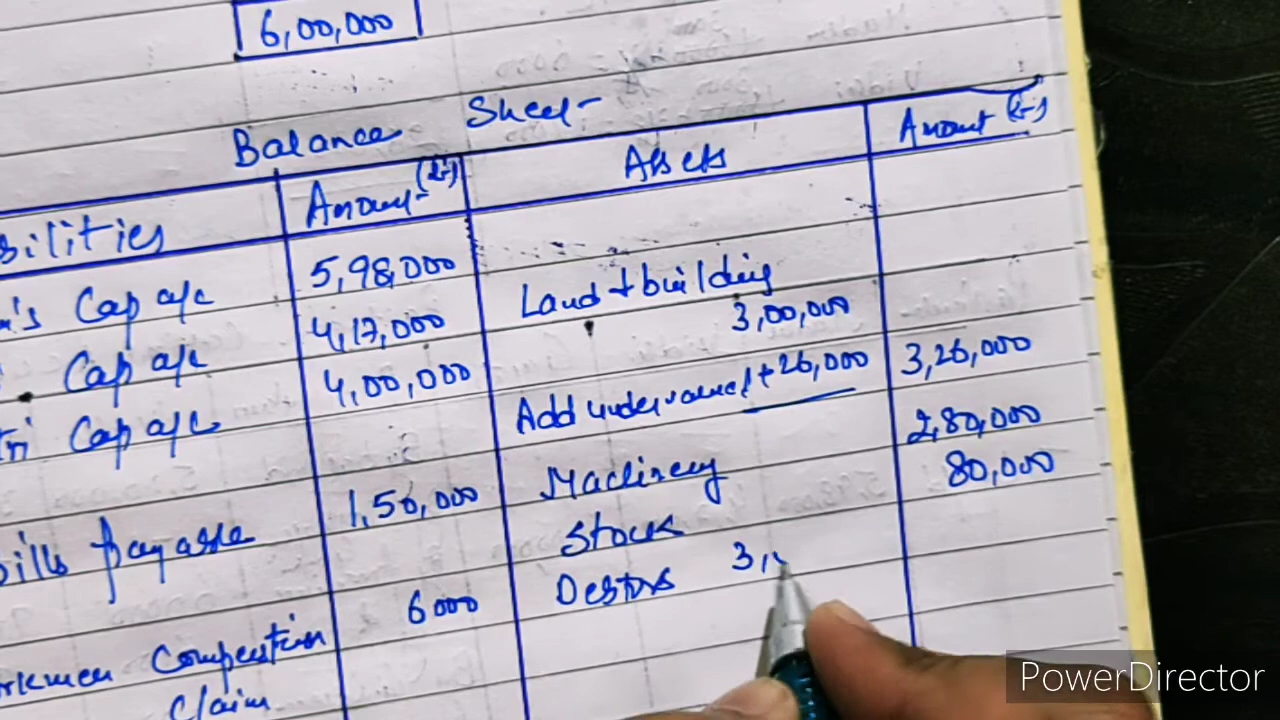 6,00,000
Balance Sheet
bilities Amount (₹) Assets Amount (₹)
's Cap a/c 5,98,000
Land + building
Cap a/c 4,17,000 3,00,000
Cap a/c 4,00,000 Add undervalued + 26,000 3,26,000
Machinery 2,80,000
bills payable 1,50,000 Stock 80,000
Debtors 3,
rkmen Compenstion 6000
Claim
PowerDirector